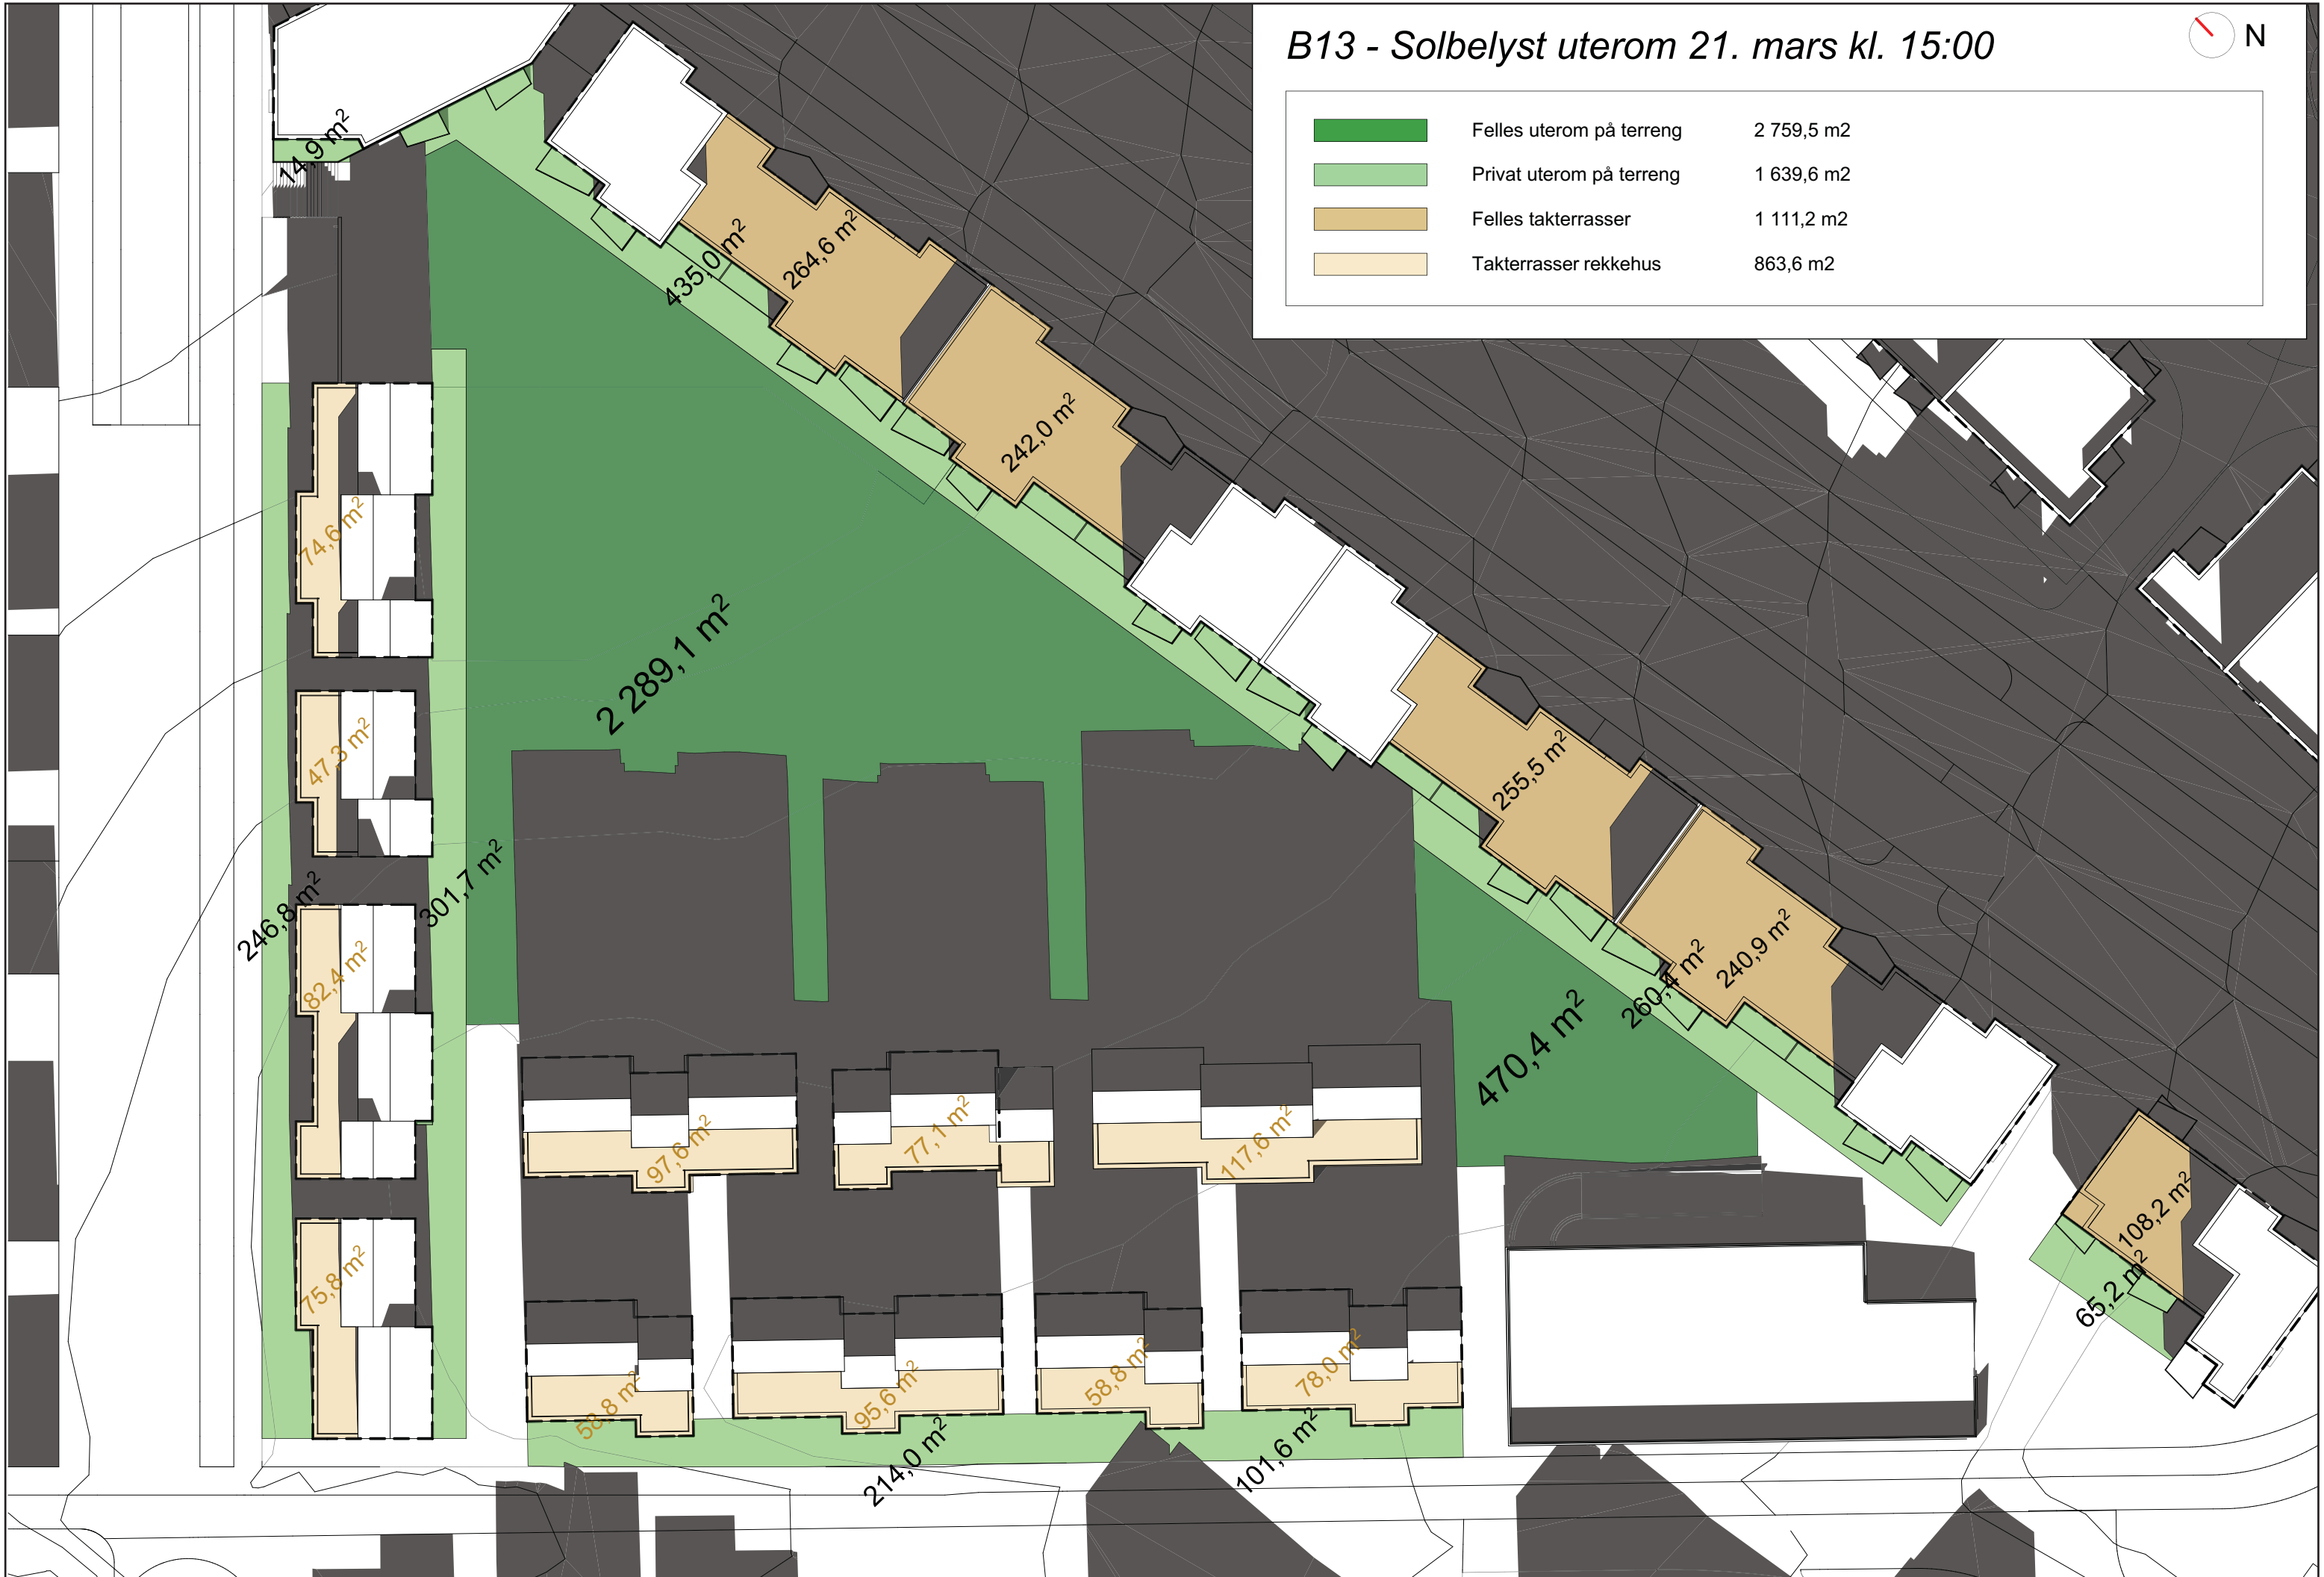 B13 - Solbelyst uterom 21. mars kl. 15:00
N
Felles uterom på terreng 2 759,5 m2
Privat uterom på terreng 1 639,6 m2
Felles takterrasser 1 111,2 m2
Takterrasser rekkehus 863,6 m2
14,9 m²
435,0 m²
264,6 m²
242,0 m²
74,6 m²
2 289,1 m²
47,3 m²
255,5 m²
246,8 m²
301,7 m²
82,4 m²
240,9 m²
260,4 m²
470,4 m²
97,6 m²
77,1 m²
117,6 m²
108,2 m²
65,2 m²
75,8 m²
58,8 m²
95,6 m²
58,8 m²
78,0 m²
214,0 m²
101,6 m²